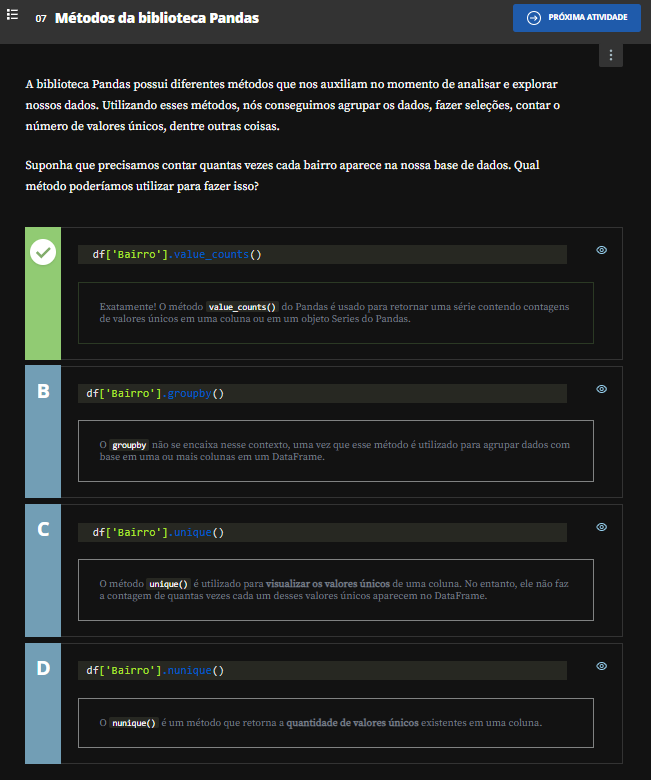 07 Métodos da biblioteca Pandas
PRÓXIMA ATIVIDADE
A biblioteca Pandas possui diferentes métodos que nos auxiliam no momento de analisar e explorar
nossos dados. Utilizando esses métodos, nós conseguimos agrupar os dados, fazer seleções, contar o
número de valores únicos, dentre outras coisas.
Suponha que precisamos contar quantas vezes cada bairro aparece na nossa base de dados. Qual
método poderíamos utilizar para fazer isso?
df['Bairro'].value_counts()
Exatamente! O método value_counts() do Pandas é usado para retornar uma série contendo contagens
de valores únicos em uma coluna ou em um objeto Series do Pandas.
B
df['Bairro'].groupby()
O groupby não se encaixa nesse contexto, uma vez que esse método é utilizado para agrupar dados com
base em uma ou mais colunas em um DataFrame.
C
df['Bairro'].unique()
O método unique() é utilizado para visualizar os valores únicos de uma coluna. No entanto, ele não faz
a contagem de quantas vezes cada um desses valores únicos aparecem no DataFrame.
D
df['Bairro'].nunique()
O nunique() é um método que retorna a quantidade de valores únicos existentes em uma coluna.